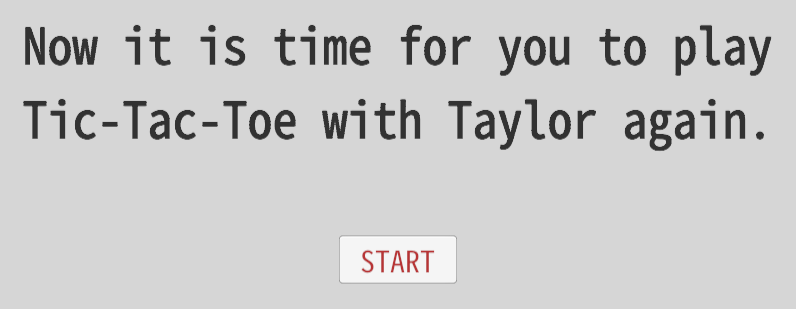 Now it is time for you to play
Tic-Tac-Toe with Taylor again.
START